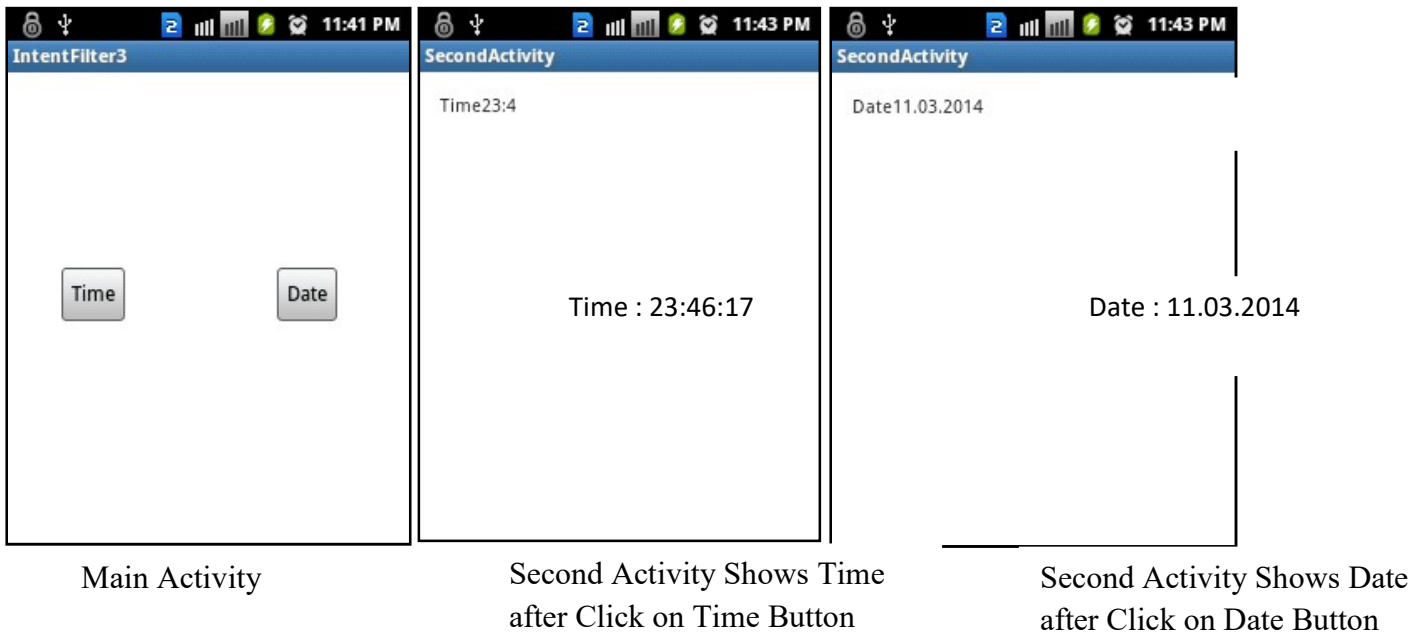 11:41 PM
IntentFilter3
Time
Date
Main Activity
2
11:43 PM
SecondActivity
Time23:4
Time : 23:46:17
Second Activity Shows Time
after Click on Time Button
2
11:43 PM
SecondActivity
Date11.03.2014
Date : 11.03.2014
Second Activity Shows Date
after Click on Date Button